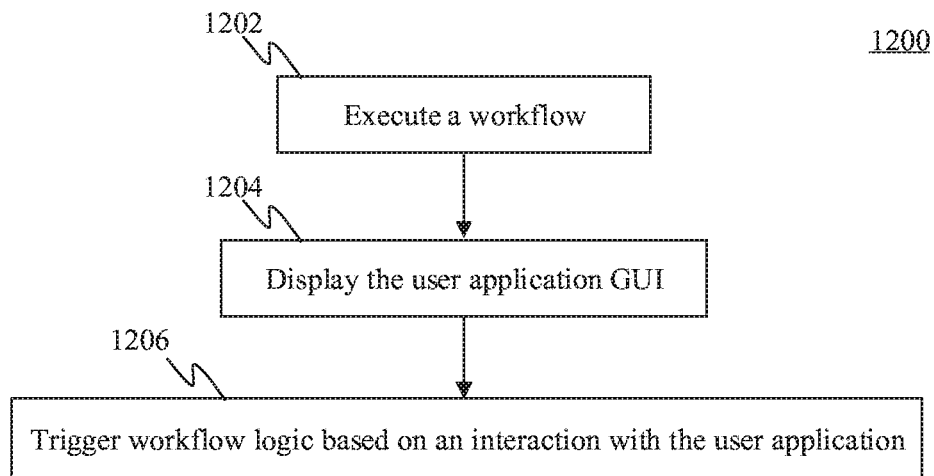 1202
1200
Execute a workflow
1204
Display the user application GUI
1206
Trigger workflow logic based on an interaction with the user application